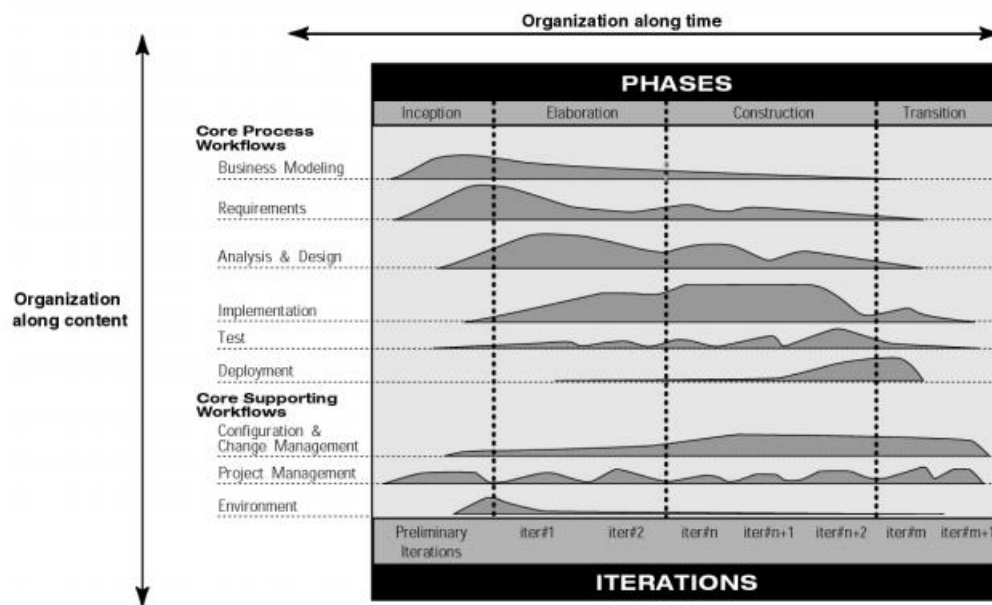 Organization along time
PHASES
Inception Elaboration Construction Transition
Core Process
Workflows
Business Modeling
Requirements
Analysis & Design
Implementation
Test
Deployment
Organization
along content
Core Supporting
Workflows
Configuration &
Change Management
Project Management
Environment
Preliminary
Iterations
iter#1 iter#2 iter#n iter#n+1 iter#n+2 iter#m iter#m+1
ITERATIONS